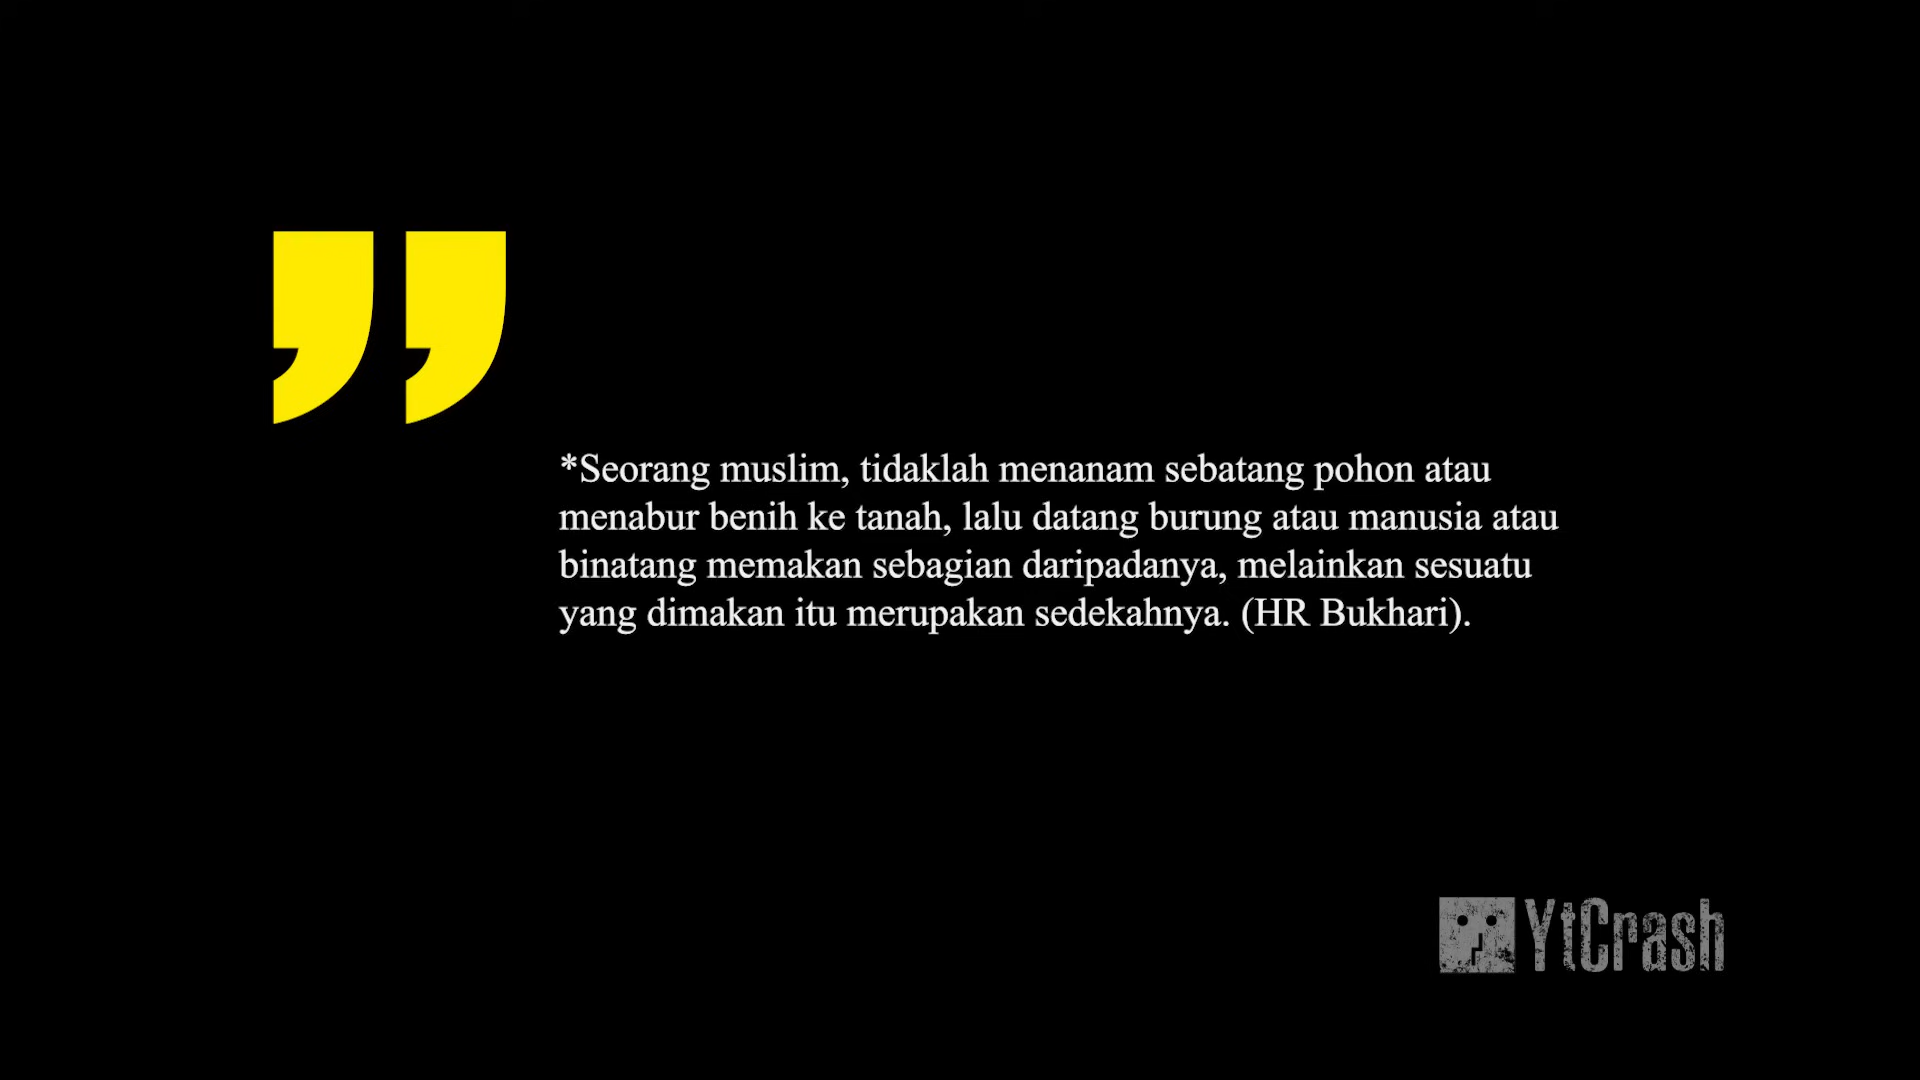 *Seorang muslim, tidaklah menanam sebatang pohon atau
menabur benih ke tanah, lalu datang burung atau manusia atau
binatang memakan sebagian daripadanya, melainkan sesuatu
yang dimakan itu merupakan sedekahnya. (HR Bukhari).
YtCrash